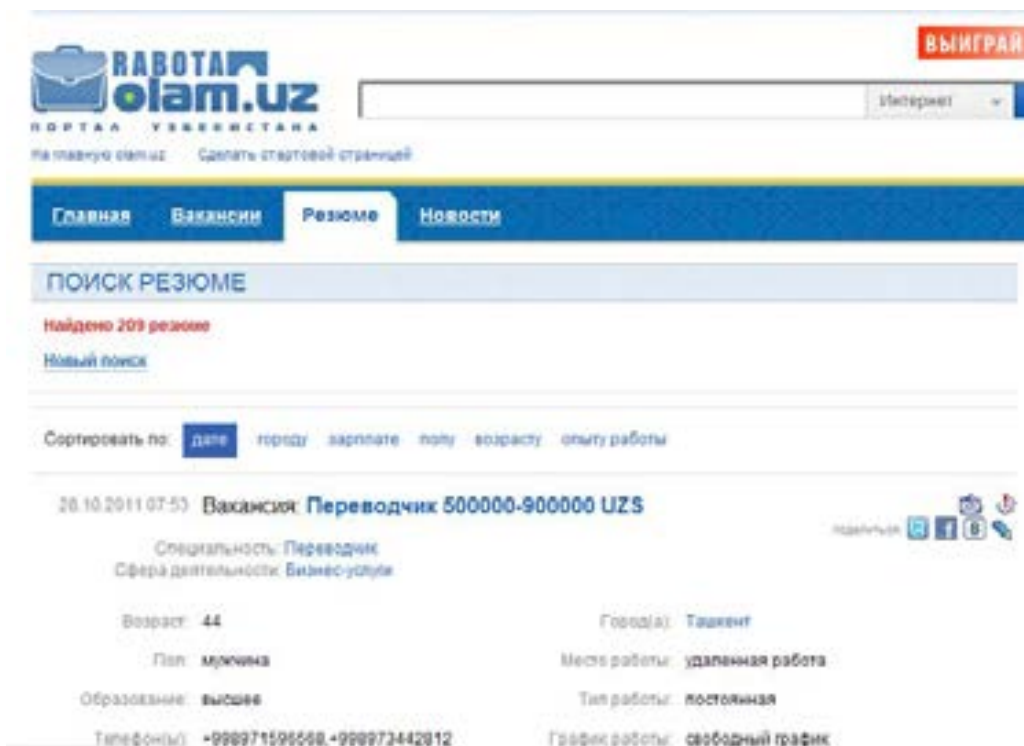 ВЫИГРАЙ
RABOTA
olam.uz
ПОРТАЛ УЗБЕКИСТАНА
Интернет
На главную olam.uz Сделать стартовой страницей
Главная Вакансии Резюме Новости
ПОИСК РЕЗЮМЕ
Найдено 209 резюме
Новый поиск
Сортировать по: дате городу зарплате полу возрасту опыту работы
28.10.2011 07:53 Вакансия: Переводчик 500000-900000 UZS
поделиться
Специальность: Переводчик
Сфера деятельности: Бизнес-услуги
Возраст: 44 Город(а): Ташкент
Пол: мужчина Место работы: удаленная работа
Образование: высшее Тип работы: постоянная
Телефон(ы): +998973442812 График работы: свободный график